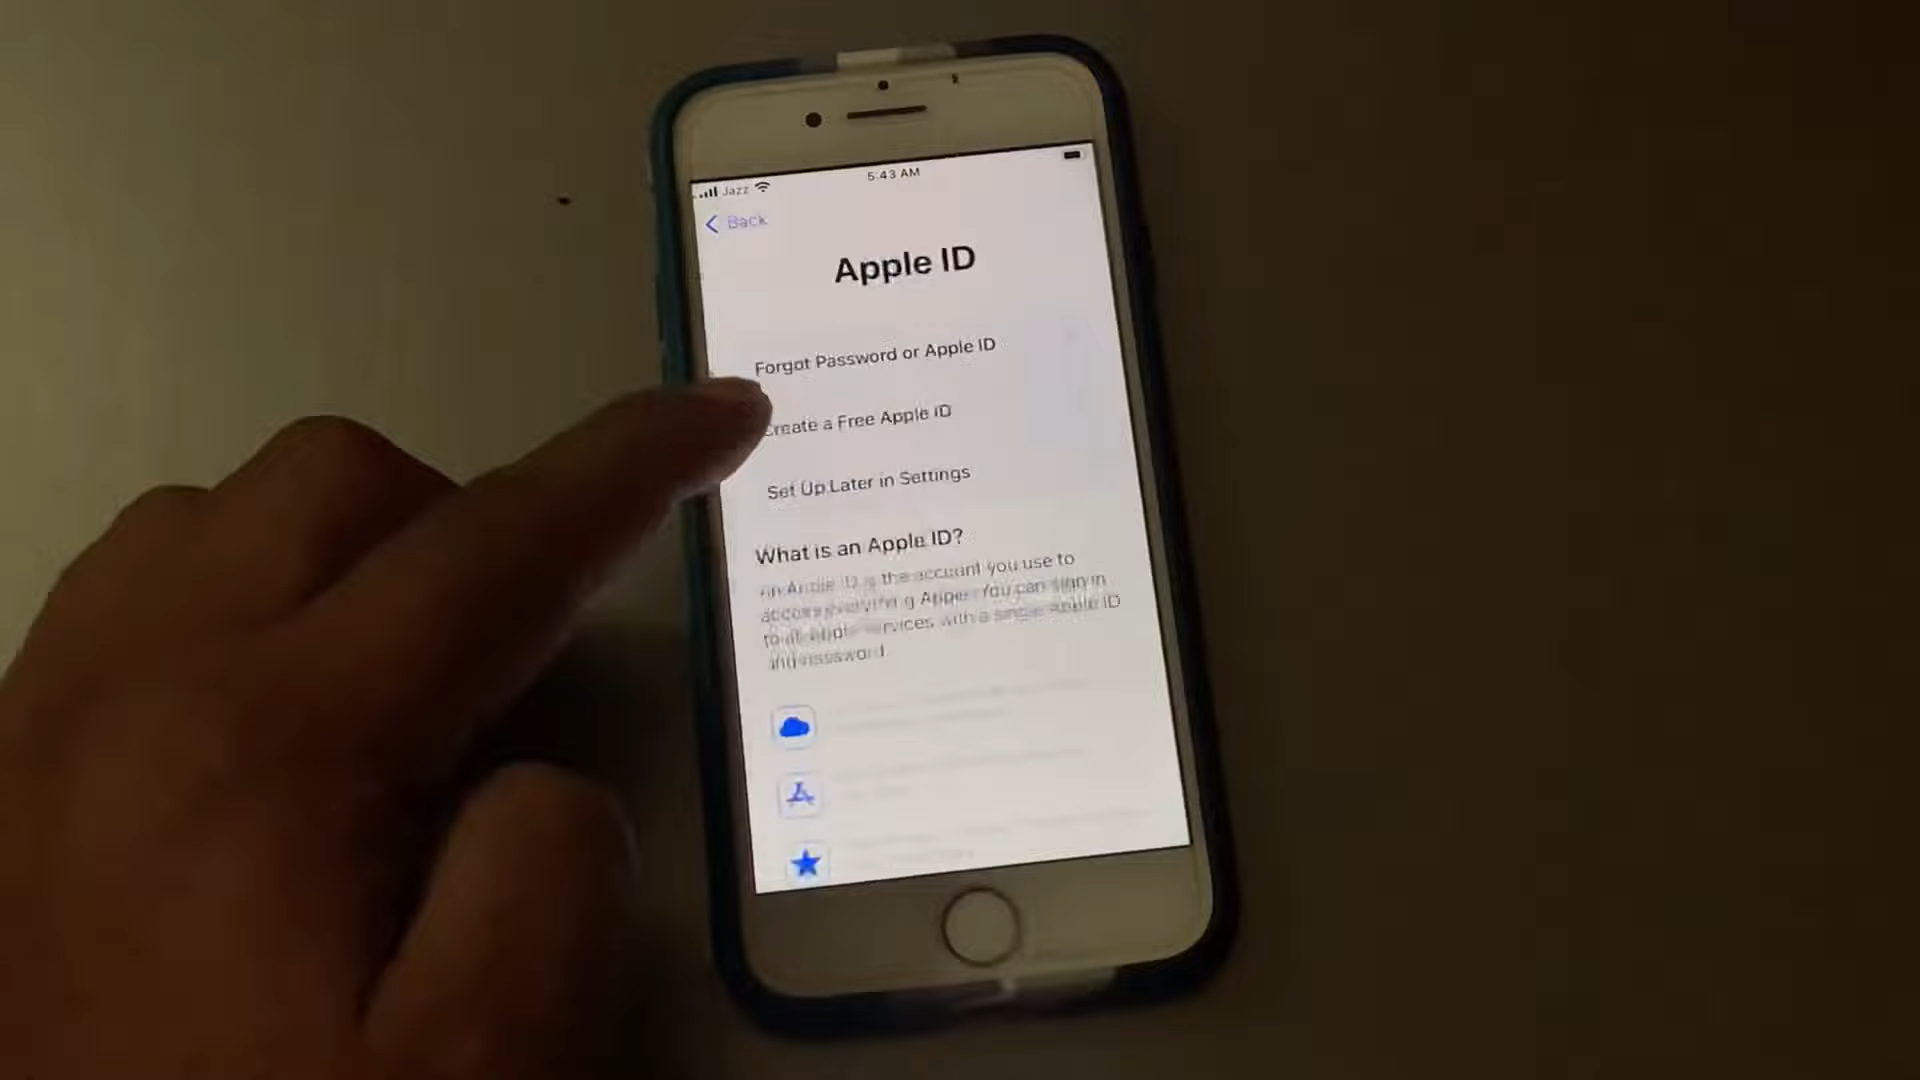 Jazz
5:43 AM
Back
Apple ID
Forgot Password or Apple ID
Create a Free Apple ID
Set Up Later in Settings
What is an Apple ID?
An Apple ID is the account you use to
access everything Apple. You can sign in
to all Apple services with a single Apple ID
and password.